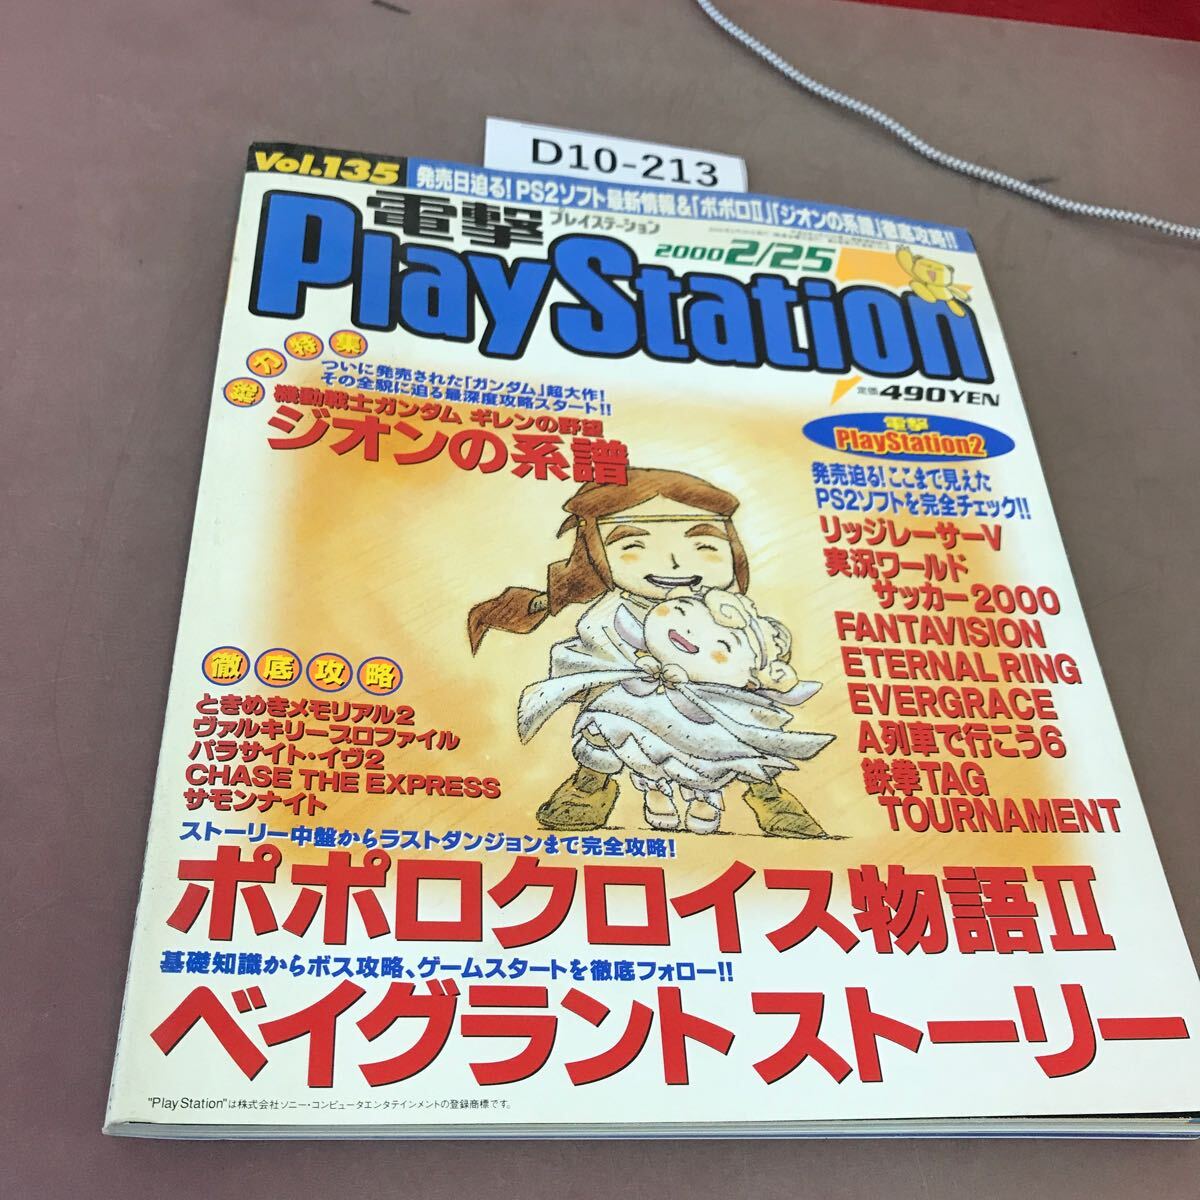 D10-213
Vol.135
発売日迫る!PS2ソフト最新情報&「ポポロII」「ジオンの系譜」徹底攻略!!
電撃
プレイステーション
2000 2/25
PlayStation
定価490YEN
強力特集
ついに発売された「ガンダム」超大作!
その全貌に迫る最深度攻略スタート!!
機動戦士ガンダム ギレンの野望
ジオンの系譜
電撃
PlayStation2
発売迫る!ここまで見えた
PS2ソフトを完全チェック!!
リッジレーサーV
実況ワールド
サッカー2000
FANTAVISION
ETERNAL RING
EVERGRACE
A列車で行こう6
鉄拳TAG
TOURNAMENT
徹底攻略
ときめきメモリアル2
ヴァルキリープロファイル
パラサイト・イヴ2
CHASE THE EXPRESS
サモンナイト
ストーリー中盤からラストダンジョンまで完全攻略!
ポポロクロイス物語II
基礎知識からボス攻略、ゲームスタートを徹底フォロー!!
ベイグラントストーリー
"PlayStation"は株式会社ソニー・コンピュータエンタテインメントの登録商標です。